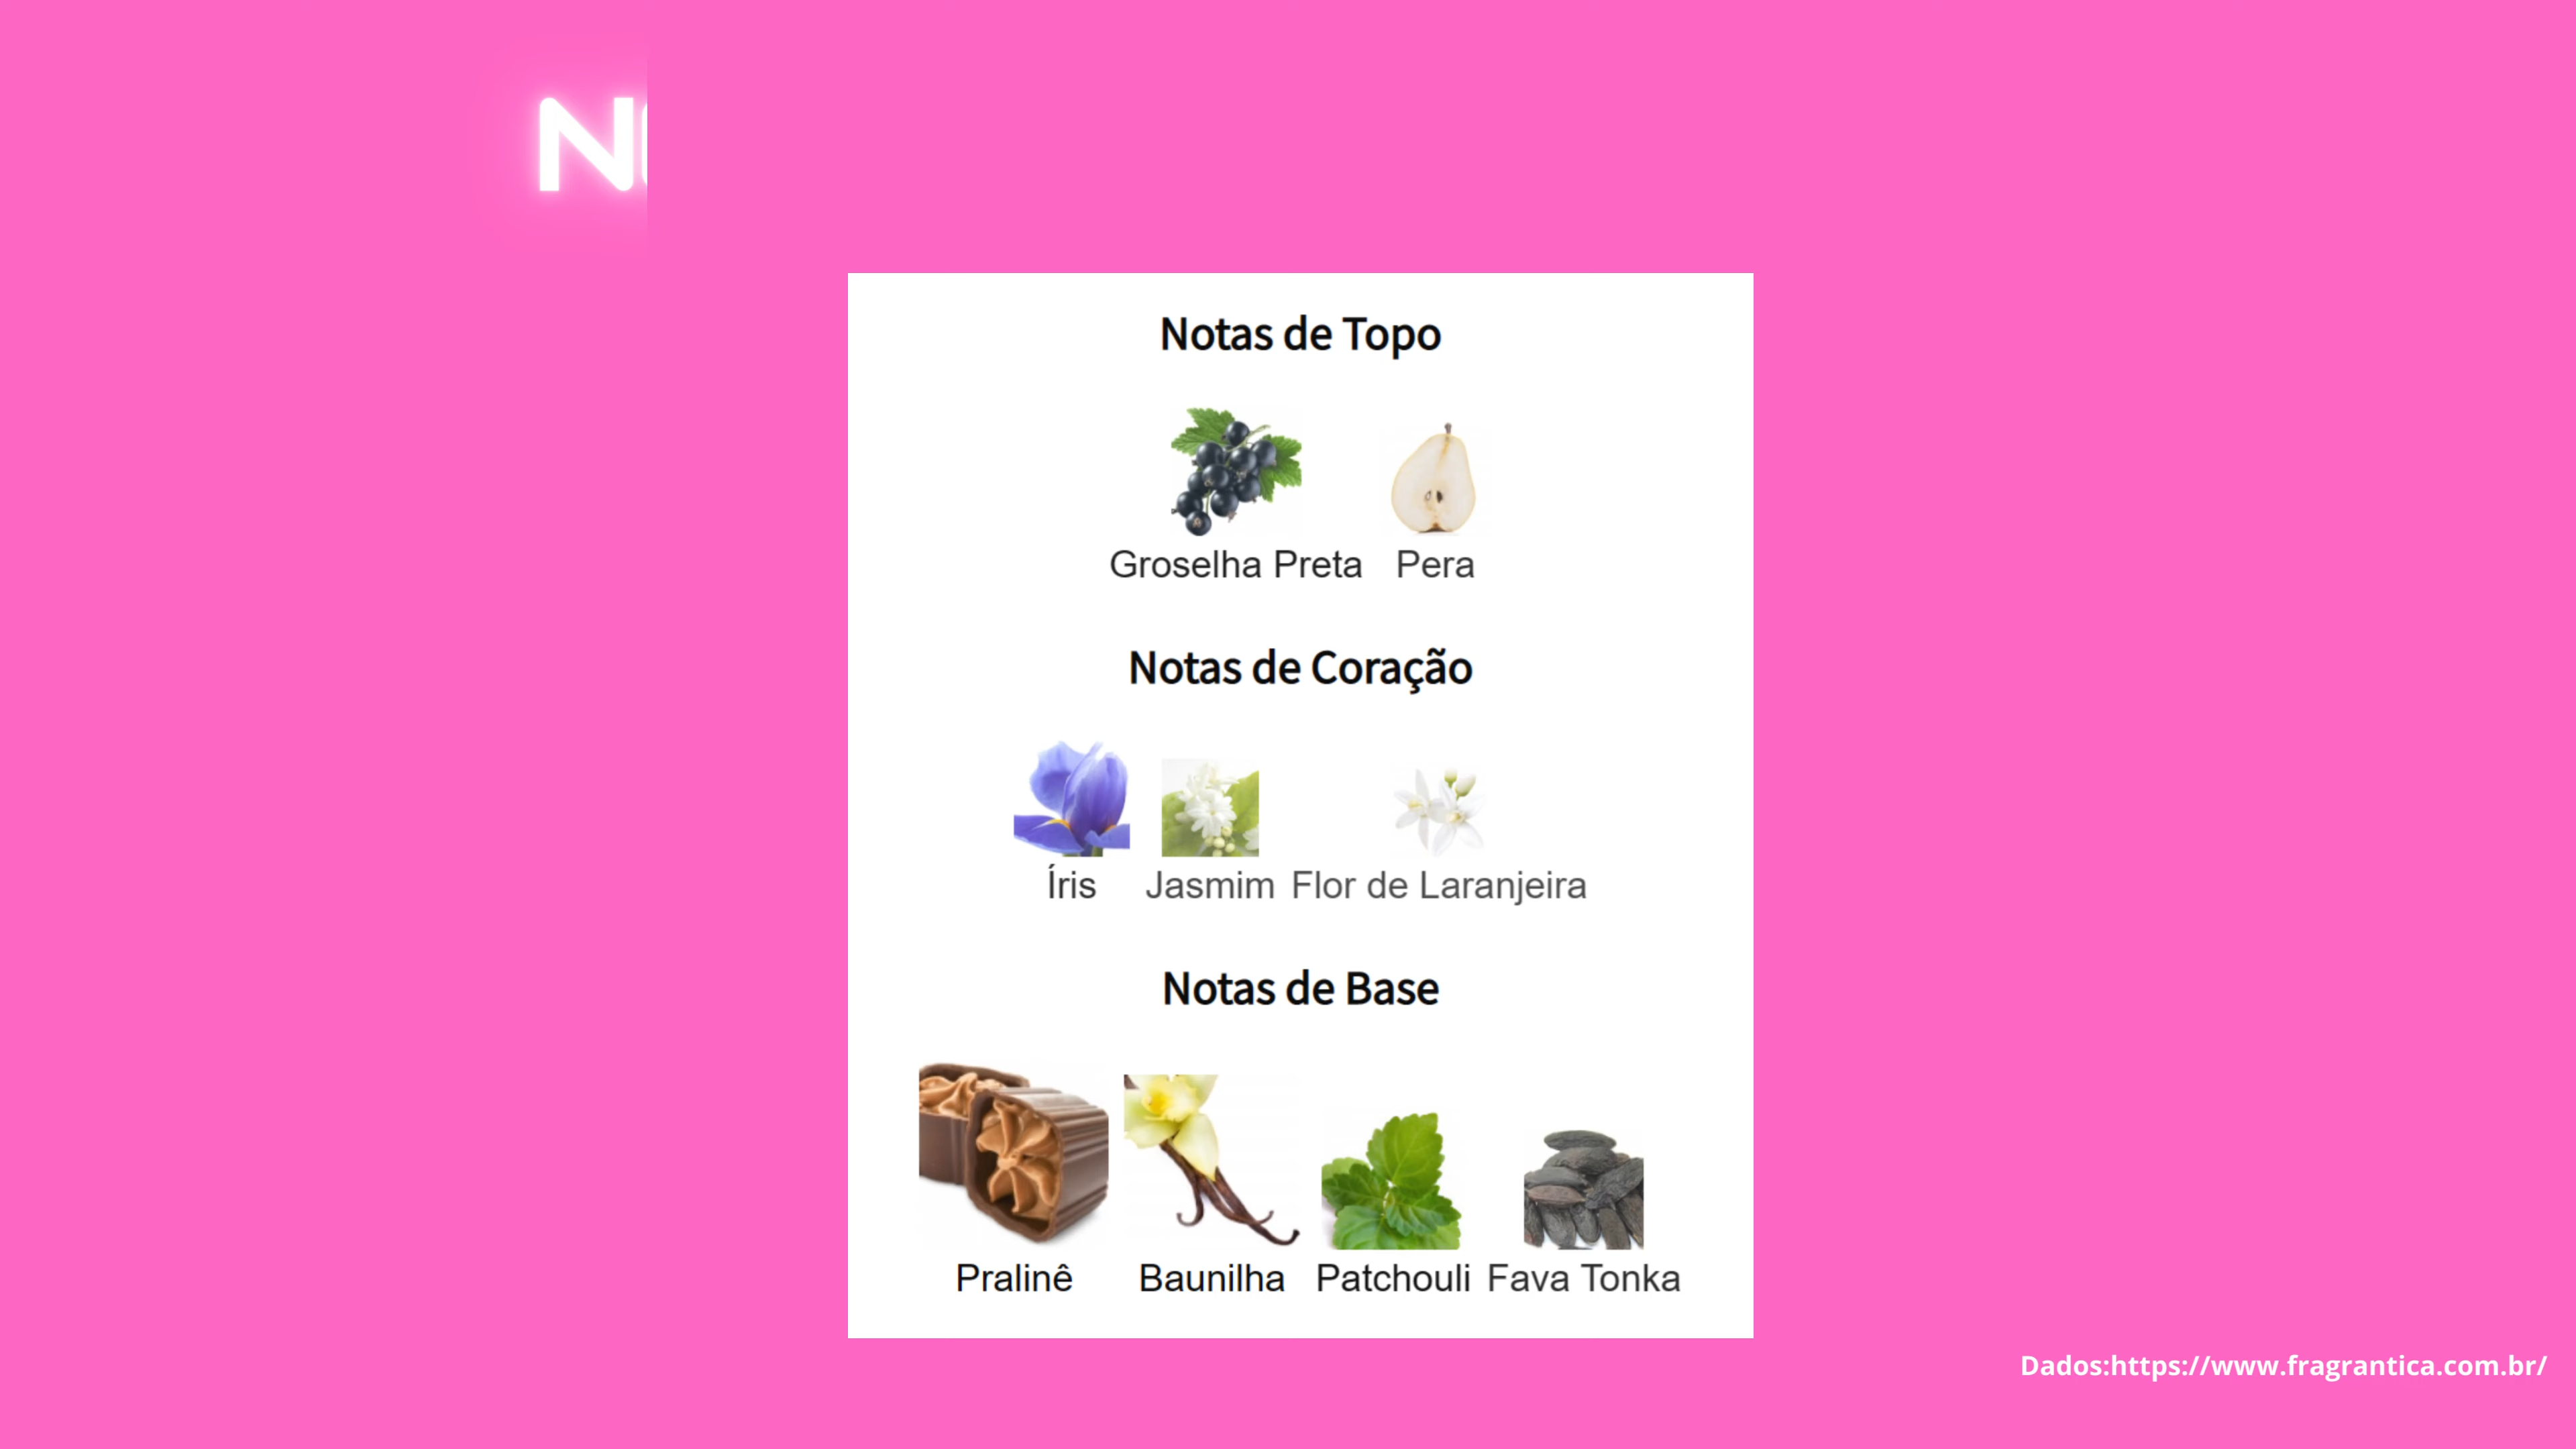 N
Notas de Topo
Groselha Preta Pera
Notas de Coração
Íris Jasmim Flor de Laranjeira
Notas de Base
Pralinê Baunilha Patchouli Fava Tonka
Dados:https://www.fragrantica.com.br/